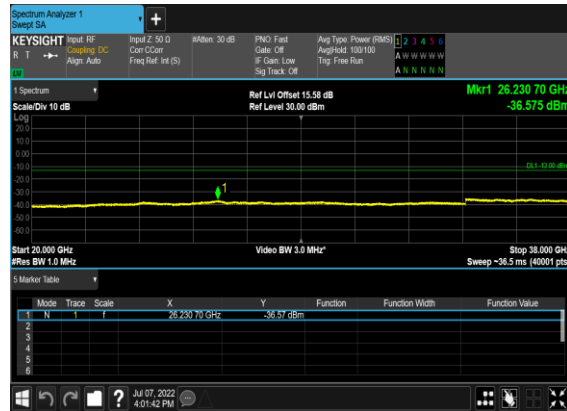 Spectrum Analyzer 1
Swept SA
+
KEYSIGHT Input: RF Input Z: 50 Ω #Atten: 30 dB PNO: Fast Avg Type: Power (RMS) 1 2 3 4 5 6
R T Coupling: DC Corr CCorr Gate: Off Avg|Hold: 100/100 A W W W W W
Align: Auto Freq Ref: Int (S) IF Gain: Low Trig: Free Run
Sig Track: Off A N N N N N
1 Spectrum Ref Lvl Offset 15.58 dB Mkr1 26.230 70 GHz
Scale/Div 10 dB Ref Level 30.00 dBm -36.575 dBm
Log
20.0
10.0
0.00
-10.0 DL1 -13.00 dBm
-20.0
-30.0 1
-40.0
-50.0
-60.0
Start 20.000 GHz Video BW 3.0 MHz* Stop 38.000 GHz
#Res BW 1.0 MHz Sweep ~36.5 ms (40001 pts)
5 Marker Table
Mode Trace Scale X Y Function Function Width Function Value
1 N 1 f 26.230 70 GHz -36.57 dBm
2
3
4
5
6
? Jul 07, 2022
4:01:42 PM